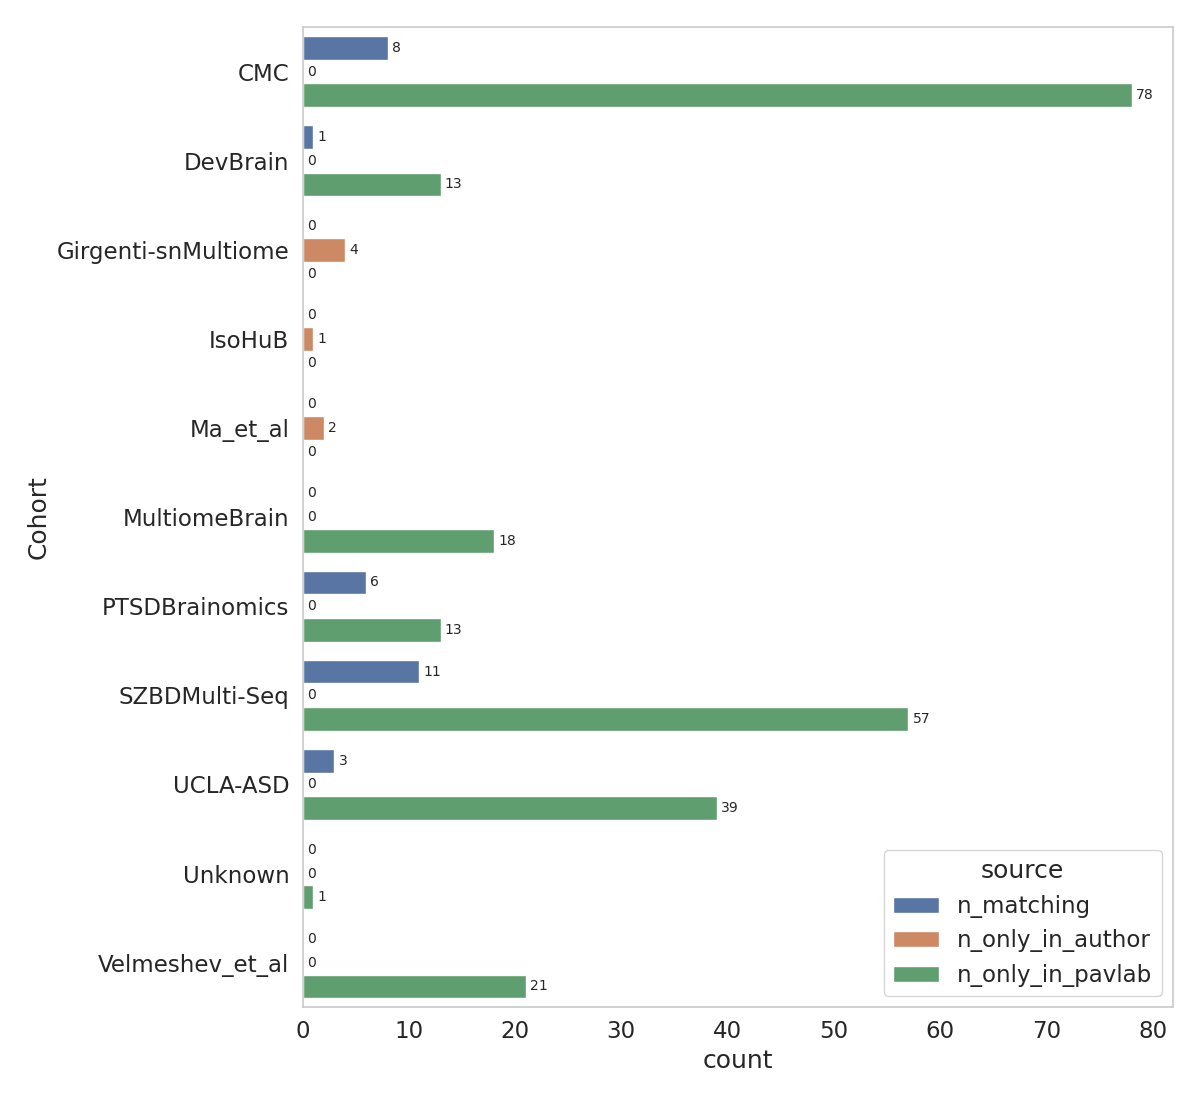 CMC
8
0
78
DevBrain
1
0
13
Girgenti-snMultiome
0
4
0
IsoHuB
0
1
0
Ma_et_al
0
2
0
MultiomeBrain
0
0
18
PTSDBrainomics
6
0
13
SZBDMulti-Seq
11
0
57
UCLA-ASD
3
0
39
Unknown
0
0
1
Velmeshev_et_al
0
0
21
Cohort
source
n_matching
n_only_in_author
n_only_in_pavlab
0 10 20 30 40 50 60 70 80
count